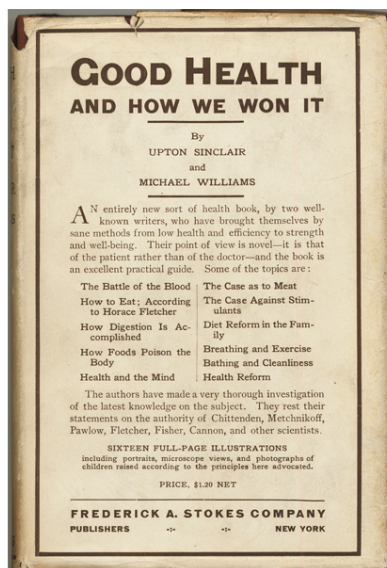 GOOD HEALTH
AND HOW WE WON IT
By
UPTON SINCLAIR
and
MICHAEL WILLIAMS
AN entirely new sort of health book, by two well-
known writers, who have brought themselves by
sane methods from low health and efficiency to strength
and well-being. Their point of view is novel—it is that
of the patient rather than of the doctor—and the book is
an excellent practical guide. Some of the topics are:
The Battle of the Blood
How to Eat; According
to Horace Fletcher
How Digestion Is Ac-
complished
How Foods Poison the
Body
Health and the Mind
The Case as to Meat
The Case Against Stim-
ulants
Diet Reform in the Fam-
ily
Breathing and Exercise
Bathing and Cleanliness
Health Reform
The authors have made a very thorough investigation
of the latest knowledge on the subject. They rest their
statements on the authority of Chittenden, Metchnikoff,
Pawlow, Fletcher, Fisher, Cannon, and other scientists.
SIXTEEN FULL-PAGE ILLUSTRATIONS
including portraits, microscope views, and photographs of
children raised according to the principles here advocated.
PRICE, $1.20 NET
FREDERICK A. STOKES COMPANY
PUBLISHERS -:- -:- NEW YORK